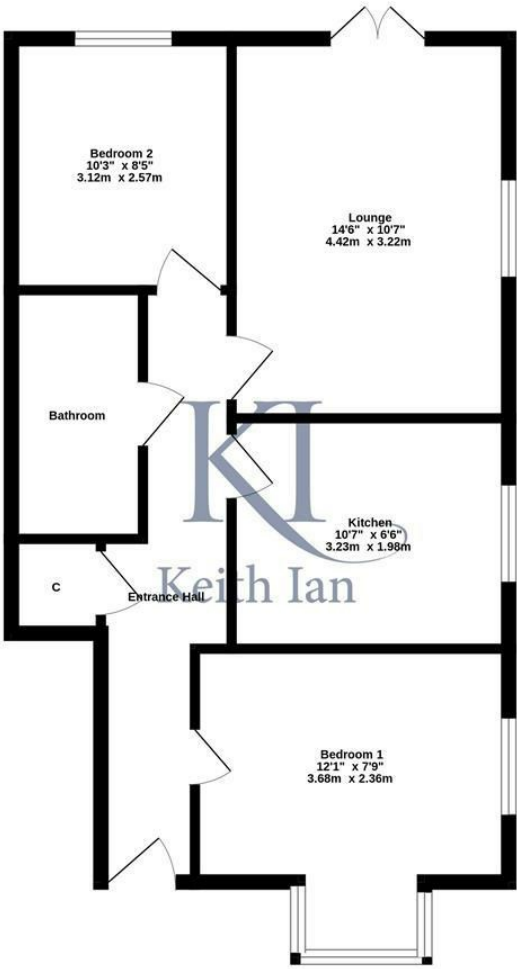 Bedroom 2
10'3" x 8'5"
3.12m x 2.57m
Lounge
14'6" x 10'7"
4.42m x 3.22m
Bathroom
KI
Kitchen
10'7" x 6'6"
3.23m x 1.98m
C
Entrance Hall
Keith Ian
Bedroom 1
12'1" x 7'9"
3.68m x 2.36m